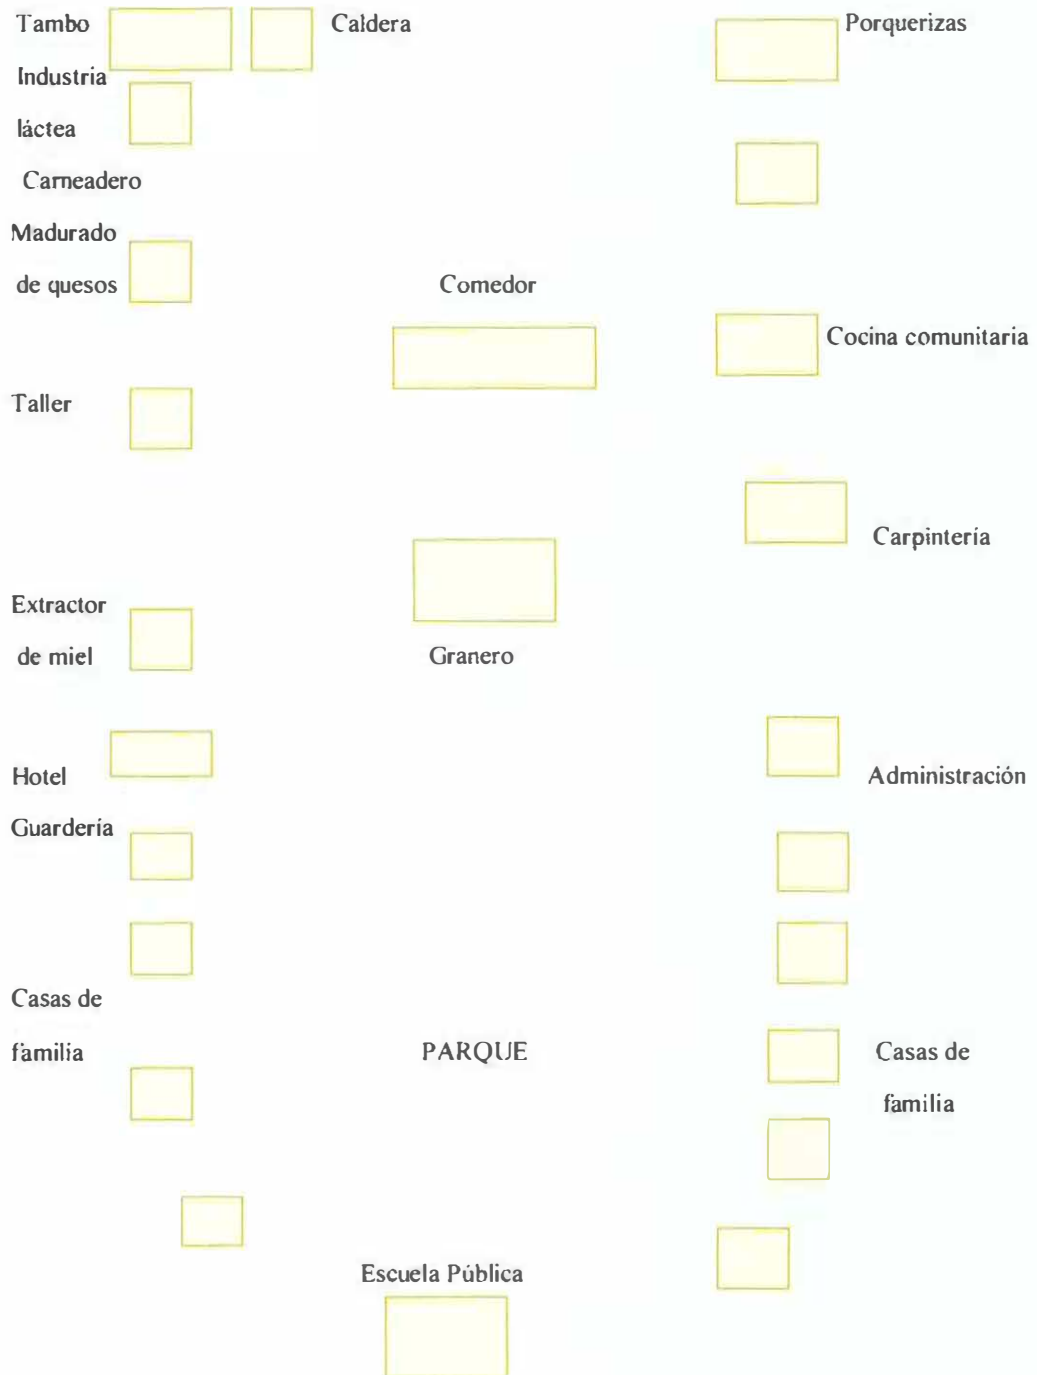 Tambo
Caldera
Porquerizas
Industria
láctea
Carneadero
Madurado
de quesos
Comedor
Cocina comunitaria
Taller
Carpintería
Extractor
de miel
Granero
Hotel
Administración
Guardería
Casas de
familia
PARQUE
Casas de
familia
Escuela Pública